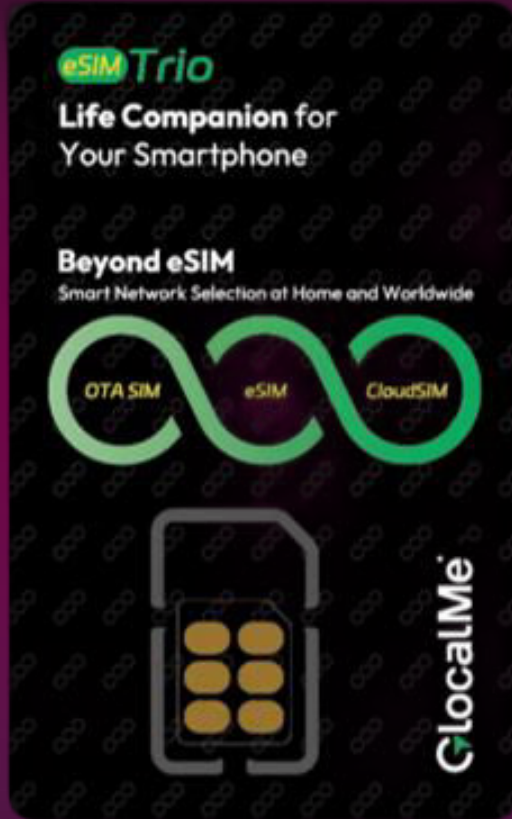 eSIM Trio
Life Companion for
Your Smartphone
Beyond eSIM
Smart Network Selection at Home and Worldwide
OTA SIM eSIM CloudSIM
GlocalMe